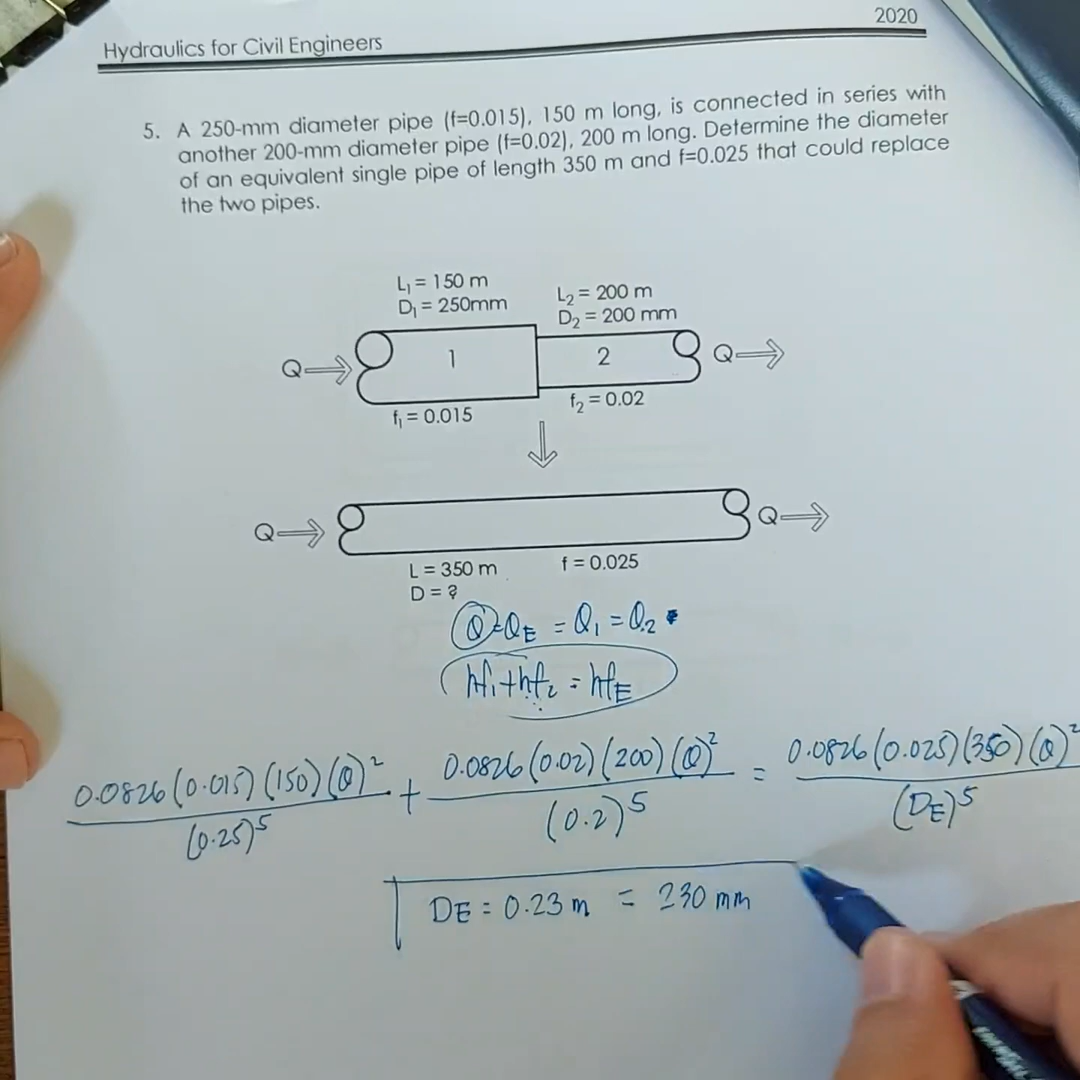 2020
Hydraulics for Civil Engineers
5. A 250-mm diameter pipe (f=0.015), 150 m long, is connected in series with
another 200-mm diameter pipe (f=0.02), 200 m long. Determine the diameter
of an equivalent single pipe of length 350 m and f=0.025 that could replace
the two pipes.
L₁ = 150 m
D₁ = 250mm
L₂ = 200 m
D₂ = 200 mm
Q
1
2
Q
f₁ = 0.015
f₂ = 0.02
Q
Q
L = 350 m
f = 0.025
D = ?
Q=QE = Q₁ = Q₂
hf₁+hf₂ = hfE
0.0826(0.015)(150)(Q)² / (0.25)⁵ + 0.0826(0.02)(200)(Q)² / (0.2)⁵ = 0.0826(0.025)(350)(Q)² / (DE)⁵
DE = 0.23 m = 230 mm